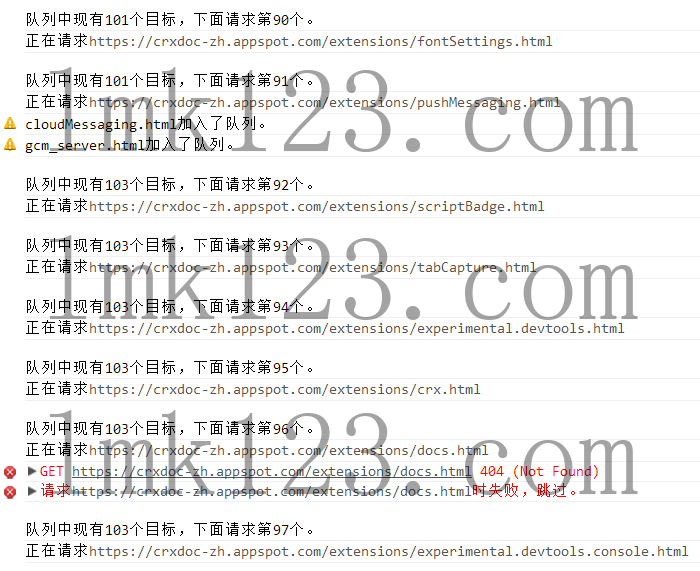 队列中现有101个目标，下面请求第90个。
正在请求https://crxdoc-zh.appspot.com/extensions/fontSettings.html
队列中现有101个目标，下面请求第91个。
正在请求https://crxdoc-zh.appspot.com/extensions/pushMessaging.html
lmk123.com
cloudMessaging.html加入了队列。
gcm_server.html加入了队列。
队列中现有103个目标，下面请求第92个。
正在请求https://crxdoc-zh.appspot.com/extensions/scriptBadge.html
队列中现有103个目标，下面请求第93个。
正在请求https://crxdoc-zh.appspot.com/extensions/tabCapture.html
lmk123.com
队列中现有103个目标，下面请求第94个。
正在请求https://crxdoc-zh.appspot.com/extensions/experimental.devtools.html
队列中现有103个目标，下面请求第95个。
正在请求https://crxdoc-zh.appspot.com/extensions/crx.html
队列中现有103个目标，下面请求第96个。
正在请求https://crxdoc-zh.appspot.com/extensions/docs.html
lmk123.com
GET https://crxdoc-zh.appspot.com/extensions/docs.html 404 (Not Found)
请求https://crxdoc-zh.appspot.com/extensions/docs.html时失败，跳过。
队列中现有103个目标，下面请求第97个。
正在请求https://crxdoc-zh.appspot.com/extensions/experimental.devtools.console.html